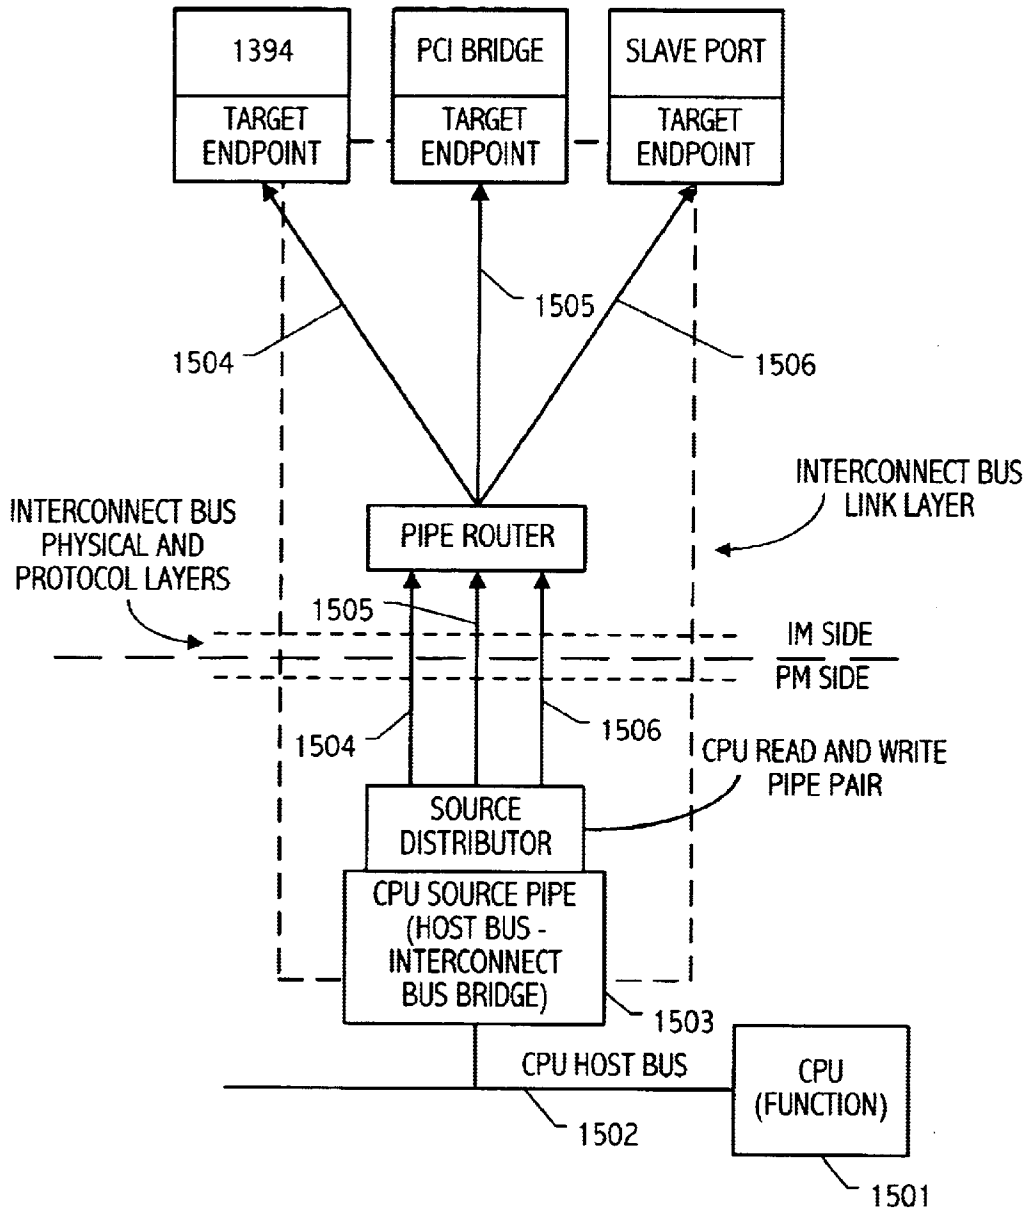 1394
PCI BRIDGE
SLAVE PORT
TARGET
ENDPOINT
TARGET
ENDPOINT
TARGET
ENDPOINT
1505
1504
1506
INTERCONNECT BUS
LINK LAYER
INTERCONNECT BUS
PHYSICAL AND
PROTOCOL LAYERS
PIPE ROUTER
1505
IM SIDE
PM SIDE
1504
1506
CPU READ AND WRITE
PIPE PAIR
SOURCE
DISTRIBUTOR
CPU SOURCE PIPE
(HOST BUS -
INTERCONNECT
BUS BRIDGE)
1503
CPU HOST BUS
CPU
(FUNCTION)
1502
1501